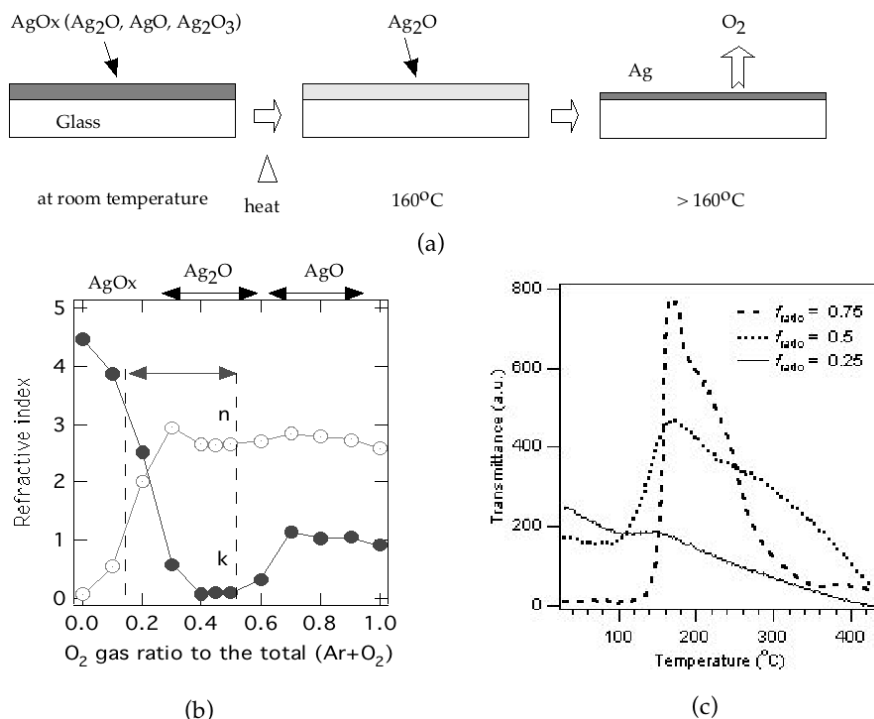 AgOx (Ag2O, AgO, Ag2O3)
Ag2O
O2
Ag
Glass
at room temperature
heat
160°C
> 160°C
(a)
AgOx
Ag2O
AgO
5
4
3
2
1
0
Refractive index
n
k
0.0 0.2 0.4 0.6 0.8 1.0
O2 gas ratio to the total (Ar+O2)
(b)
800
600
400
200
0
Transmittance (a.u.)
fratio = 0.75
fratio = 0.5
fratio = 0.25
100 200 300 400
Temperature (°C)
(c)